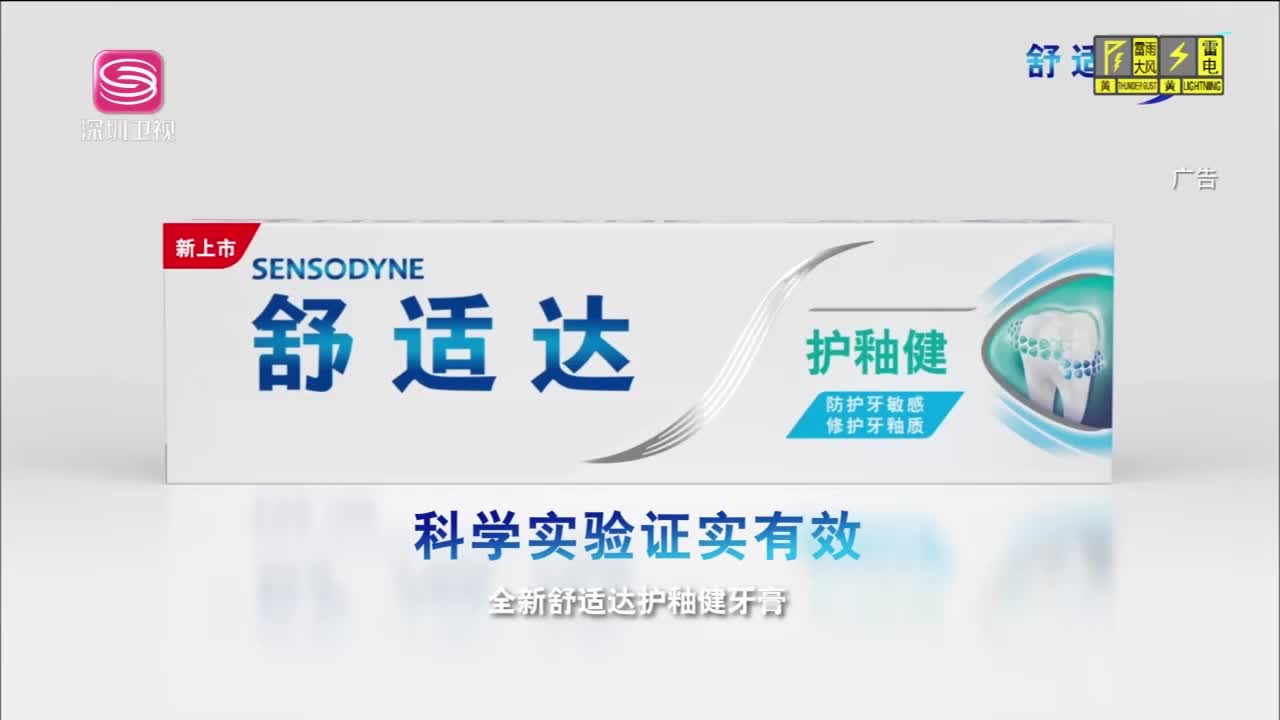 深圳卫视
舒适
雷雨
大风
黄
THUNDER GUST
雷
电
黄
LIGHTNING
广告
新上市
SENSODYNE
舒适达
护釉健
防护牙敏感
修护牙釉质
科学实验证实有效
全新舒适达护釉健牙膏